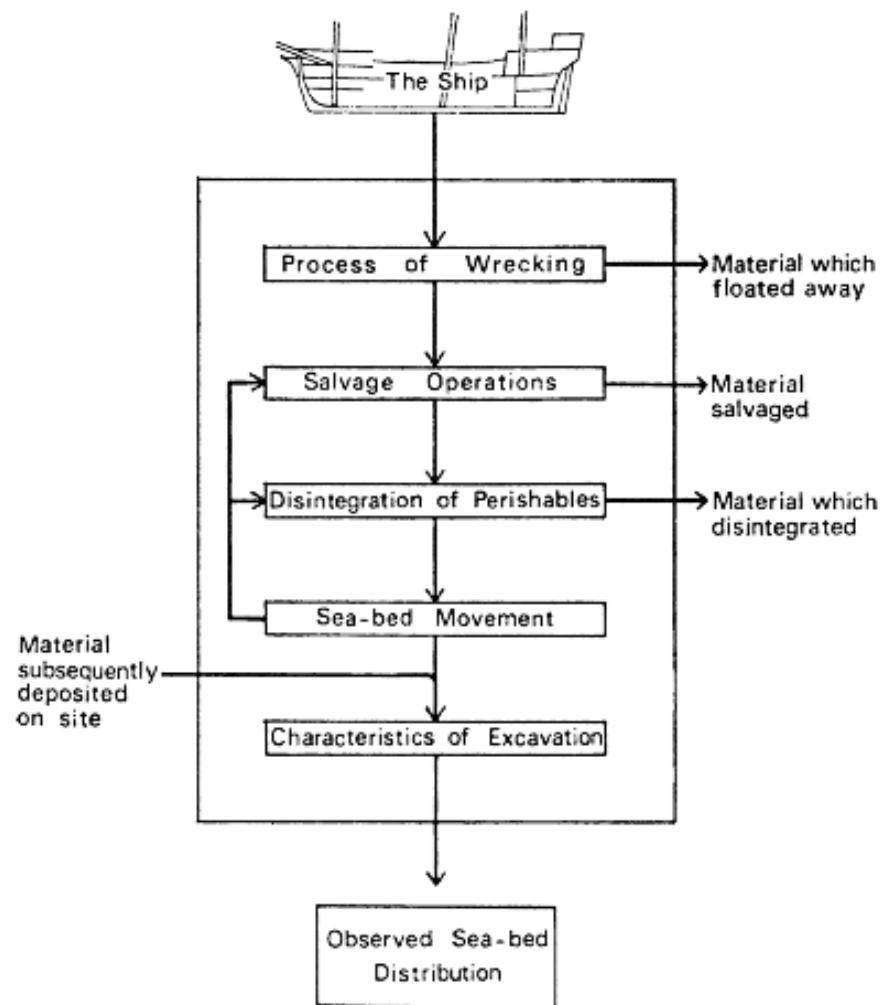 The Ship
Process of Wrecking
Material which
floated away
Salvage Operations
Material
salvaged
Disintegration of Perishables
Material which
disintegrated
Sea-bed Movement
Material
subsequently
deposited
on site
Characteristics of Excavation
Observed Sea-bed
Distribution